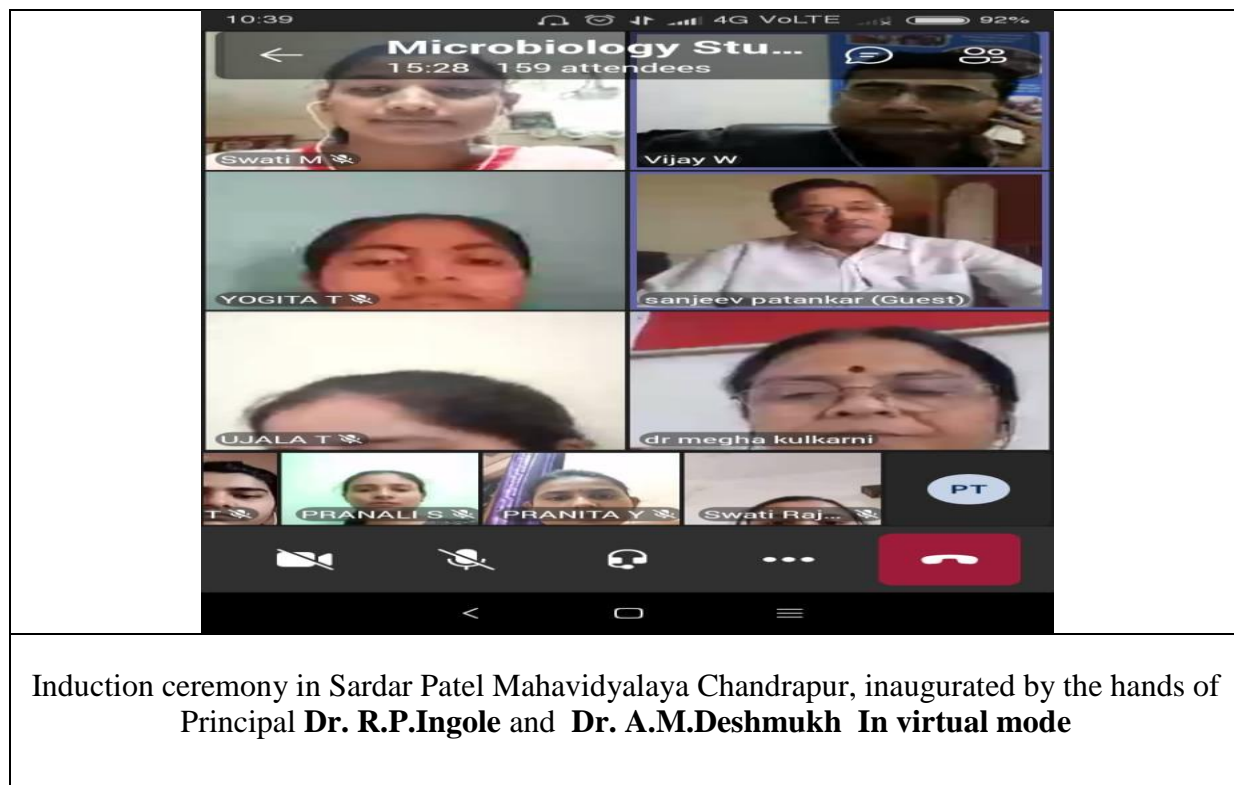 10:39 4G VoLTE 92%
Microbiology Stu...
15:28 159 attendees
Swati M
Vijay W
YOGITA T
sanjeev patankar (Guest)
UJALA T
dr megha kulkarni
T
PRANALI S
PRANITA Y
Swati Raj...
PT
Induction ceremony in Sardar Patel Mahavidyalaya Chandrapur, inaugurated by the hands of
Principal Dr. R.P.Ingole and Dr. A.M.Deshmukh In virtual mode